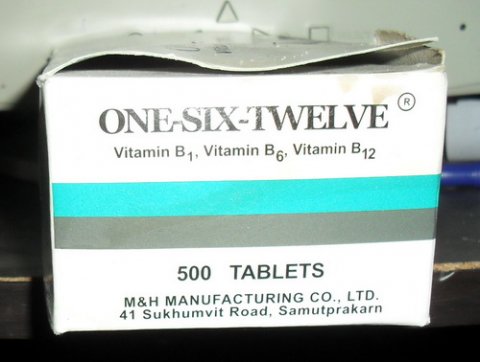 ONE-SIX-TWELVE ®
Vitamin B1, Vitamin B6, Vitamin B12
500 TABLETS
M&H MANUFACTURING CO., LTD.
41 Sukhumvit Road, Samutprakarn